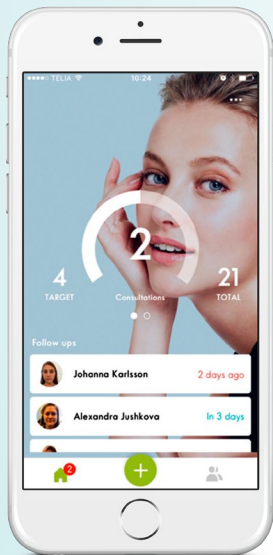 TELIA 10:24
2
4 21
TARGET Consultations TOTAL
Follow ups
Johanna Karlsson 2 days ago
Alexandra Jushkova In 3 days
2